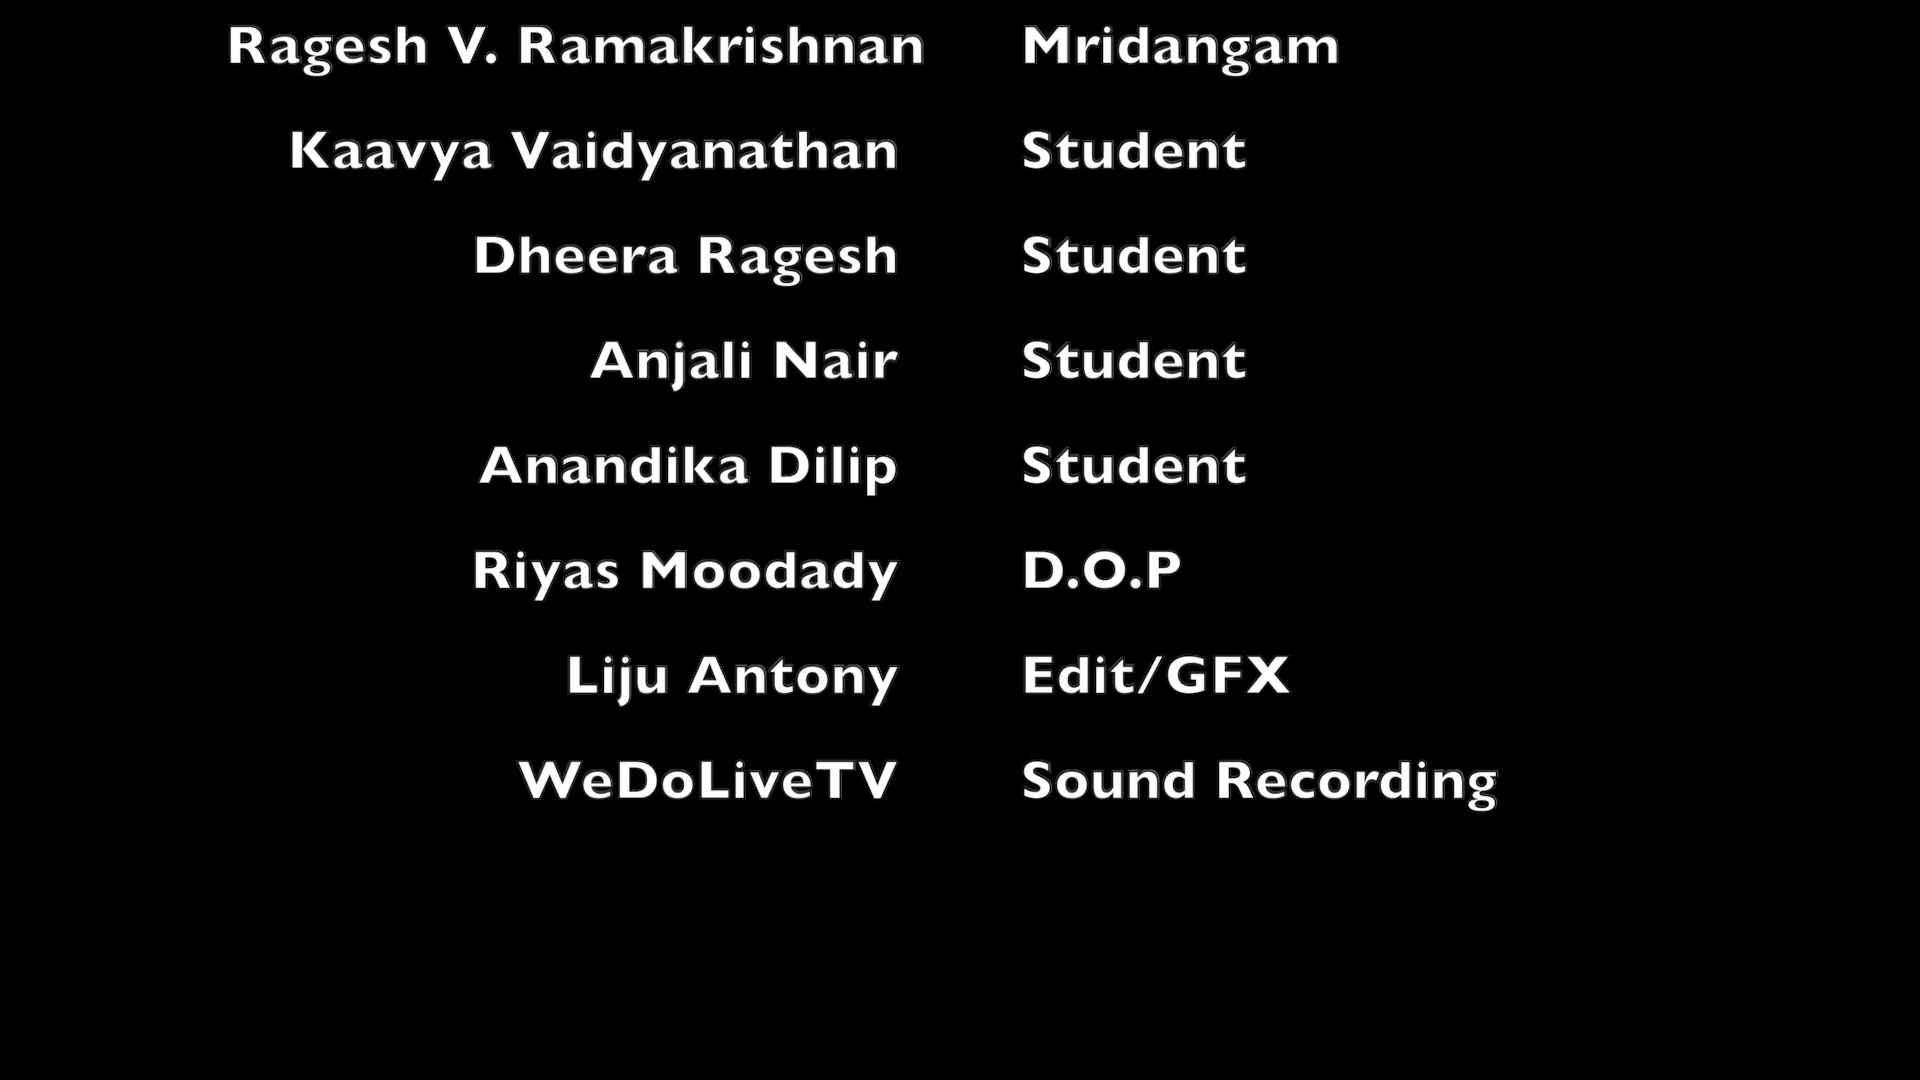 Ragesh V. Ramakrishnan Mridangam
Kaavya Vaidyanathan Student
Dheera Ragesh Student
Anjali Nair Student
Anandika Dilip Student
Riyas Moodady D.O.P
Liju Antony Edit/GFX
WeDoLiveTV Sound Recording